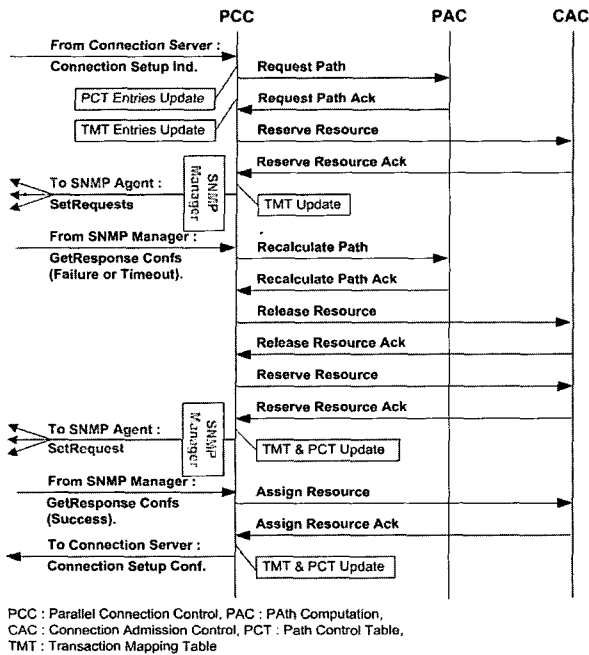 PCC PAC CAC
From Connection Server :
Connection Setup Ind.
Request Path
PCT Entries Update
Request Path Ack
TMT Entries Update
Reserve Resource
Reserve Resource Ack
To SNMP Agent :
SetRequests
SNMP
Manager
TMT Update
From SNMP Manager :
GetResponse Confs
(Failure or Timeout).
Recalculate Path
Recalculate Path Ack
Release Resource
Release Resource Ack
Reserve Resource
Reserve Resource Ack
To SNMP Agent :
SetRequest
SNMP
Manager
TMT & PCT Update
From SNMP Manager :
GetResponse Confs
(Success).
Assign Resource
Assign Resource Ack
To Connection Server :
Connection Setup Conf.
TMT & PCT Update
PCC : Parallel Connection Control, PAC : PAth Computation,
CAC : Connection Admission Control, PCT : Path Control Table,
TMT : Transaction Mapping Table